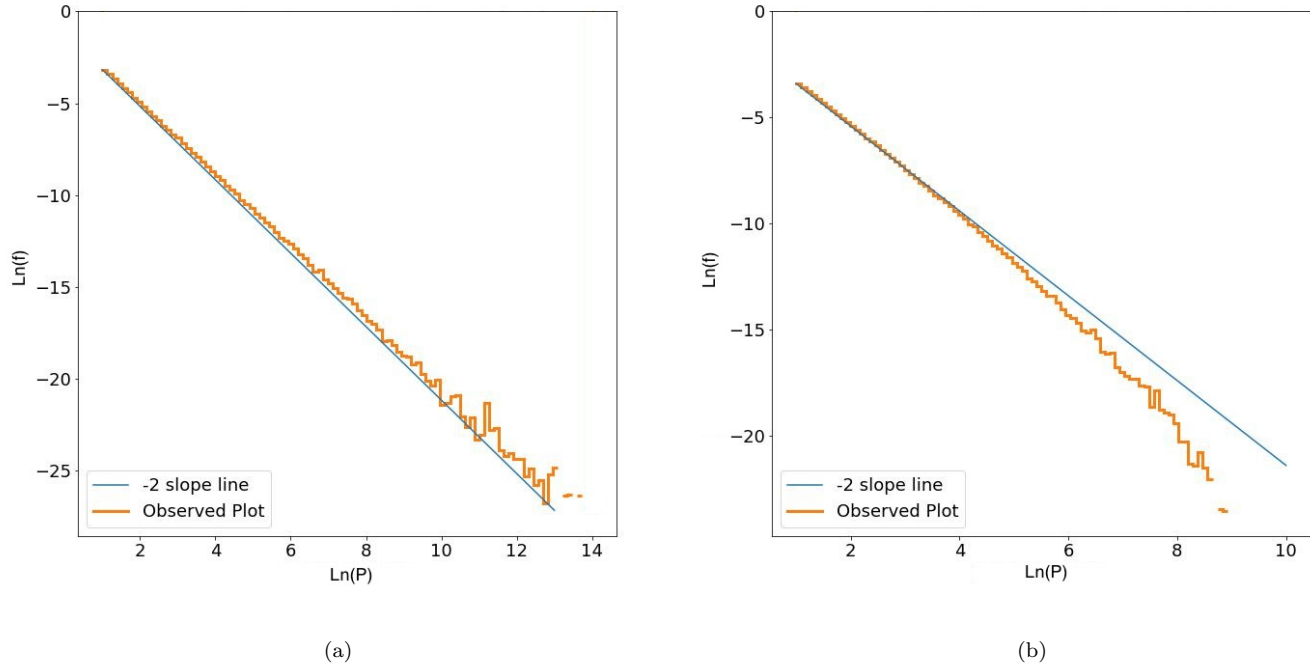 0
−5
−10
−15
−20
−25
Ln(f)
2
4
6
8
10
12
14
Ln(P)
-2 slope line
Observed Plot
(a)
0
−5
−10
−15
−20
Ln(f)
2
4
6
8
10
Ln(P)
-2 slope line
Observed Plot
(b)